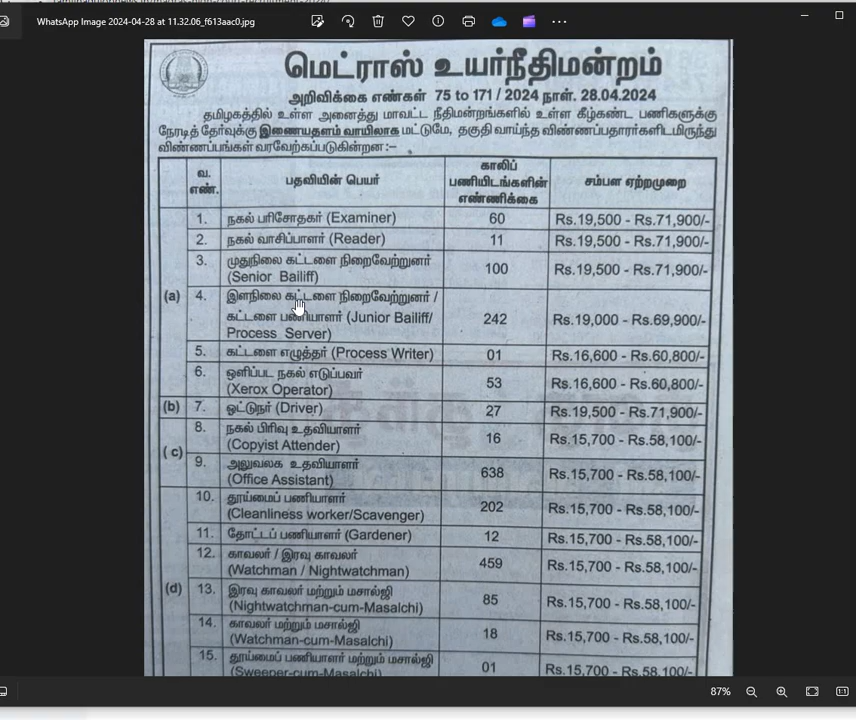 WhatsApp Image 2024-04-28 at 11.32.06_f613aac0.jpg
மெட்ராஸ் உயர்நீதிமன்றம்
அறிவிக்கை எண்கள் 75 to 171 / 2024 நாள். 28.04.2024
தமிழகத்தில் உள்ள அனைத்து மாவட்ட நீதிமன்றங்களில் உள்ள கீழ்கண்ட பணிகளுக்கு
நேரடித் தேர்வுக்கு இணையதளம் வாயிலாக மட்டுமே, தகுதி வாய்ந்த விண்ணப்பதாரர்களிடமிருந்து
விண்ணப்பங்கள் வரவேற்கப்படுகின்றன:–
வ. எண். பதவியின் பெயர் காலிப் பணியிடங்களின் எண்ணிக்கை சம்பள ஏற்றமுறை
(a) 1. நகல் பரிசோதகர் (Examiner) 60 Rs.19,500 - Rs.71,900/-
2. நகல் வாசிப்பாளர் (Reader) 11 Rs.19,500 - Rs.71,900/-
3. முதுநிலை கட்டளை நிறைவேற்றுனர்
(Senior Bailiff) 100 Rs.19,500 - Rs.71,900/-
4. இளநிலை கட்டளை நிறைவேற்றுனர் /
கட்டளை பணியாளர் (Junior Bailiff/
Process Server) 242 Rs.19,000 - Rs.69,900/-
5. கட்டளை எழுத்தர் (Process Writer) 01 Rs.16,600 - Rs.60,800/-
6. ஒளிப்பட நகல் எடுப்பவர்
(Xerox Operator) 53 Rs.16,600 - Rs.60,800/-
(b) 7. ஓட்டுநர் (Driver) 27 Rs.19,500 - Rs.71,900/-
(c) 8. நகல் பிரிவு உதவியாளர்
(Copyist Attender) 16 Rs.15,700 - Rs.58,100/-
9. அலுவலக உதவியாளர்
(Office Assistant) 638 Rs.15,700 - Rs.58,100/-
(d) 10. தூய்மைப் பணியாளர்
(Cleanliness worker/Scavenger) 202 Rs.15,700 - Rs.58,100/-
11. தோட்டப் பணியாளர் (Gardener) 12 Rs.15,700 - Rs.58,100/-
12. காவலர் / இரவு காவலர்
(Watchman / Nightwatchman) 459 Rs.15,700 - Rs.58,100/-
13. இரவு காவலர் மற்றும் மசால்ஜி
(Nightwatchman-cum-Masalchi) 85 Rs.15,700 - Rs.58,100/-
14. காவலர் மற்றும் மசால்ஜி
(Watchman-cum-Masalchi) 18 Rs.15,700 - Rs.58,100/-
15. தூய்மைப் பணியாளர் மற்றும் மசால்ஜி
(Sweeper-cum-Masalchi) 01 Rs.15,700 - Rs.58,100/-
87%